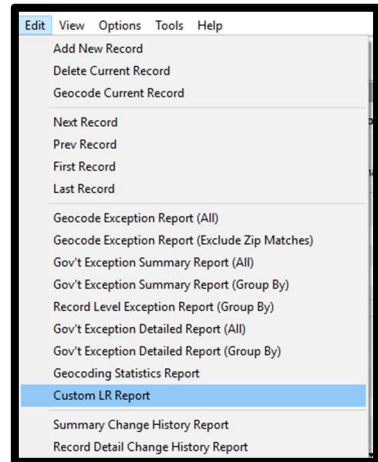 Edit View Options Tools Help
Add New Record
Delete Current Record
Geocode Current Record
Next Record
Prev Record
First Record
Last Record
Geocode Exception Report (All)
Geocode Exception Report (Exclude Zip Matches)
Gov't Exception Summary Report (All)
Gov't Exception Summary Report (Group By)
Record Level Exception Report (Group By)
Gov't Exception Detailed Report (All)
Gov't Exception Detailed Report (Group By)
Geocoding Statistics Report
Custom LR Report
Summary Change History Report
Record Detail Change History Report